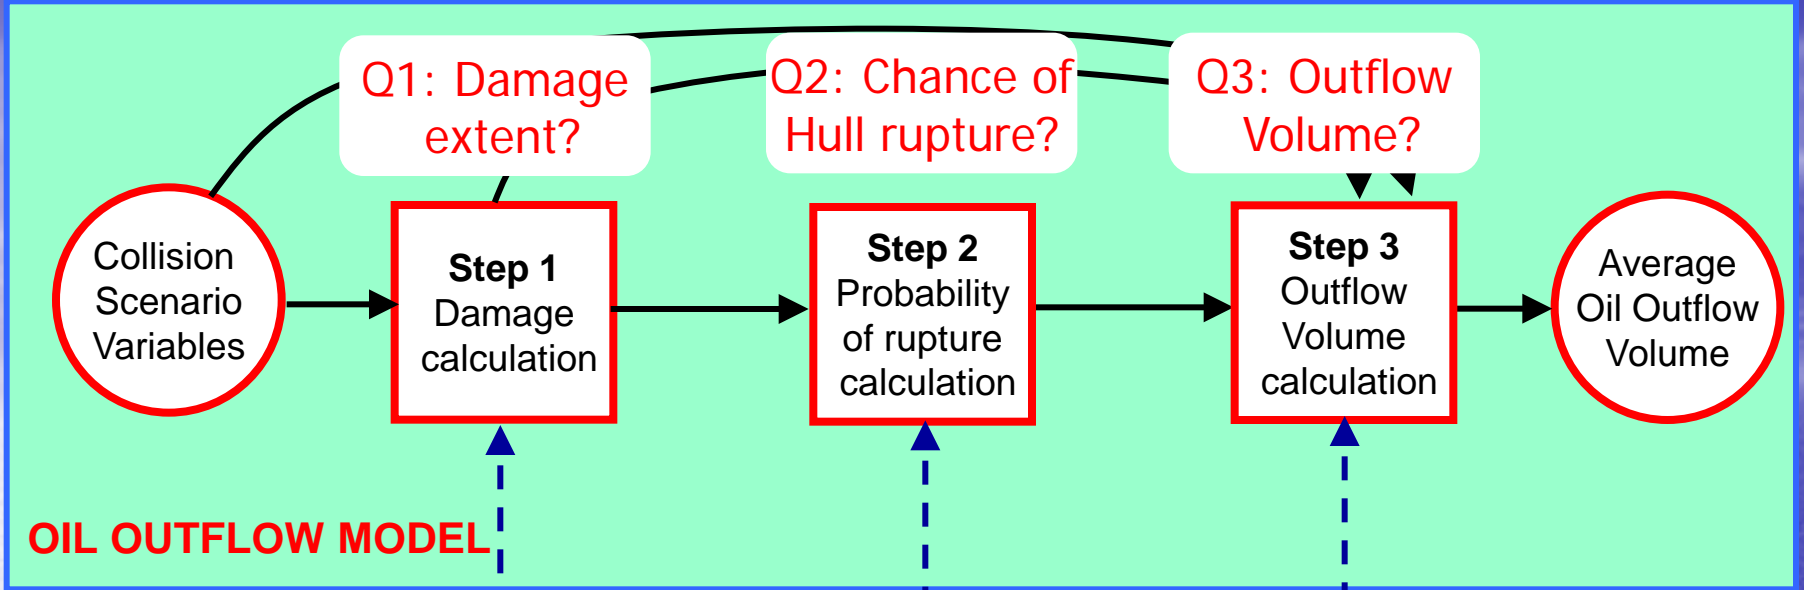 Q1: Damage
extent?
Q2: Chance of
Hull rupture?
Q3: Outflow
Volume?
Collision
Scenario
Variables
Step 1
Damage
calculation
Step 2
Probability
of rupture
calculation
Step 3
Outflow
Volume
calculation
Average
Oil Outflow
Volume
OIL OUTFLOW MODEL